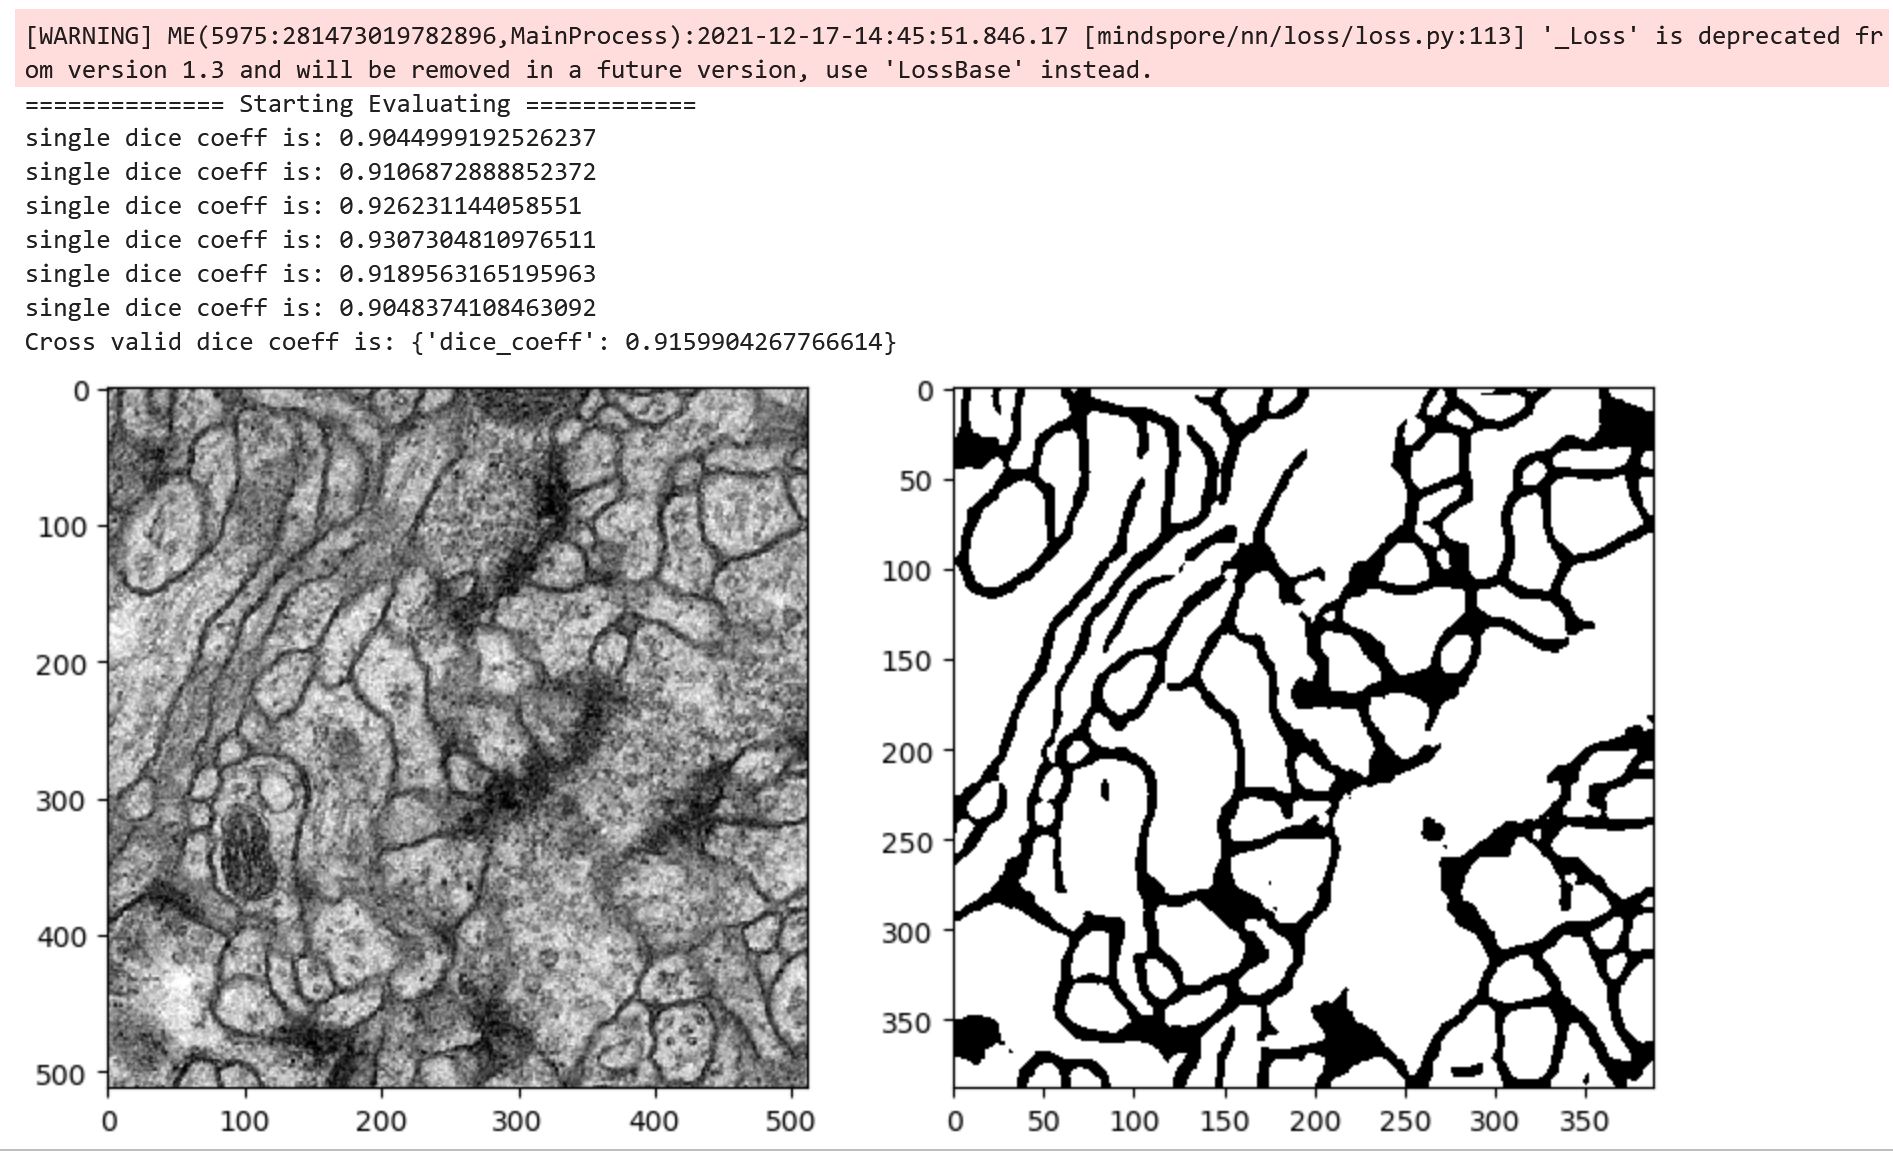 [WARNING] ME(5975:281473019782896,MainProcess):2021-12-17-14:45:51.846.17 [mindspore/nn/loss/loss.py:113] '_Loss' is deprecated fr
om version 1.3 and will be removed in a future version, use 'LossBase' instead.
============== Starting Evaluating ============
single dice coeff is: 0.9044999192526237
single dice coeff is: 0.9106872888852372
single dice coeff is: 0.926231144058551
single dice coeff is: 0.9307304810976511
single dice coeff is: 0.9189563165195963
single dice coeff is: 0.9048374108463092
Cross valid dice coeff is: {'dice_coeff': 0.9159904267766614}
0
100
200
300
400
500
0 100 200 300 400 500
0
50
100
150
200
250
300
350
0 50 100 150 200 250 300 350